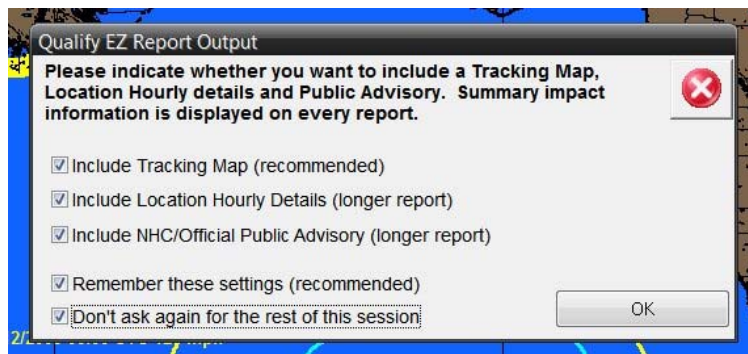 Qualify EZ Report Output
Please indicate whether you want to include a Tracking Map,
Location Hourly details and Public Advisory. Summary impact
information is displayed on every report.
Include Tracking Map (recommended)
Include Location Hourly Details (longer report)
Include NHC/Official Public Advisory (longer report)
Remember these settings (recommended)
Don't ask again for the rest of this session
OK